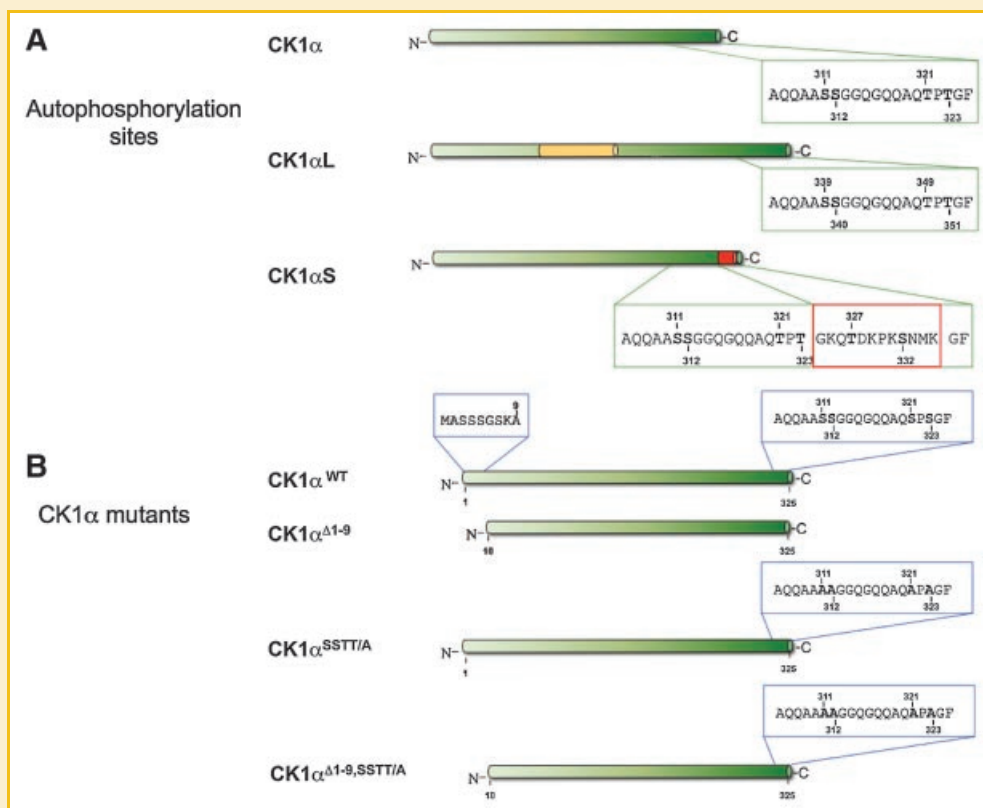 A
Autophosphorylation
sites
CK1α
N-
-C
311 321
AQQAASSGGQGQQAQTPTGF
312 323
CK1αL
N-
-C
339 349
AQQAASSGGQGQQAQTPTGF
340 351
CK1αS
N-
-C
311 321 327
AQQAASSGGQGQQAQTPT GKQTDKPKSNMK GF
312 323 332
B
CK1α mutants
9
MASSSGSKA
311 321
AQQAASSGGQGQQAQSPSGF
312 323
CK1α WT
N-
-C
1 325
CK1α Δ1-9
N-
-C
10 325
311 321
AQQAAAAGGQGQQAQAPAGF
312 323
CK1α SSTT/A
N-
-C
1 325
311 321
AQQAAAAGGQGQQAQAPAGF
312 323
CK1α Δ1-9,SSTT/A
N-
-C
10 325